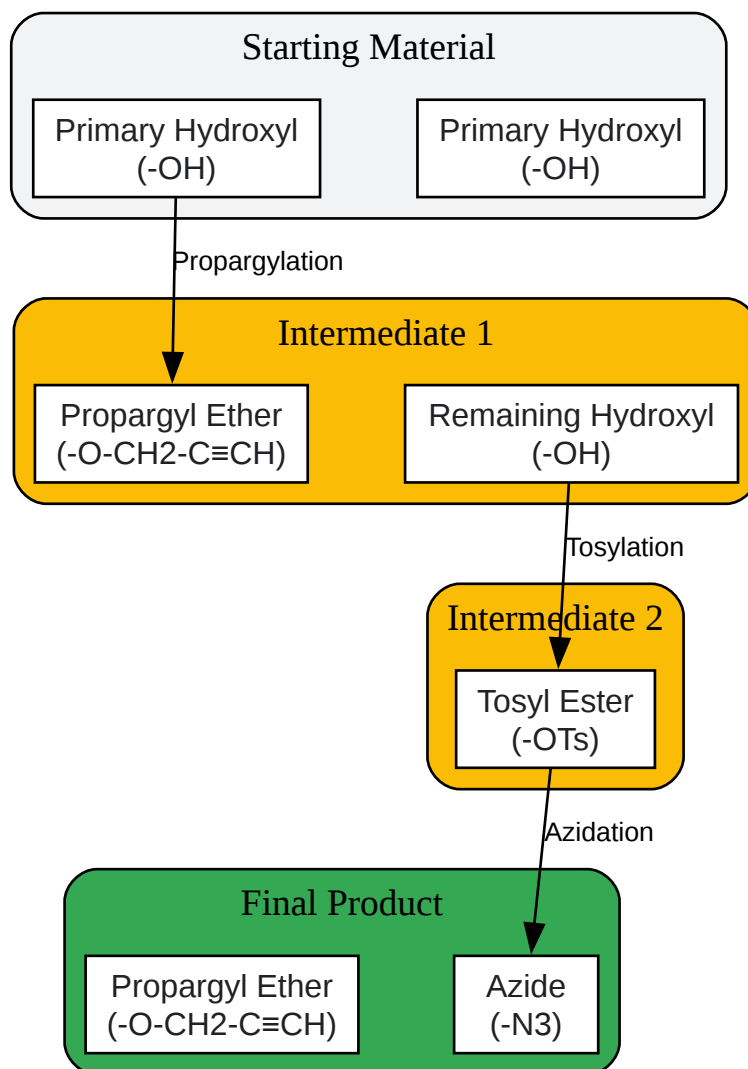 Starting Material
Primary Hydroxyl
(-OH)
Primary Hydroxyl
(-OH)
Propargylation
Intermediate 1
Propargyl Ether
(-O-CH2-C≡CH)
Remaining Hydroxyl
(-OH)
Tosylation
Intermediate 2
Tosyl Ester
(-OTs)
Azidation
Final Product
Propargyl Ether
(-O-CH2-C≡CH)
Azide
(-N3)